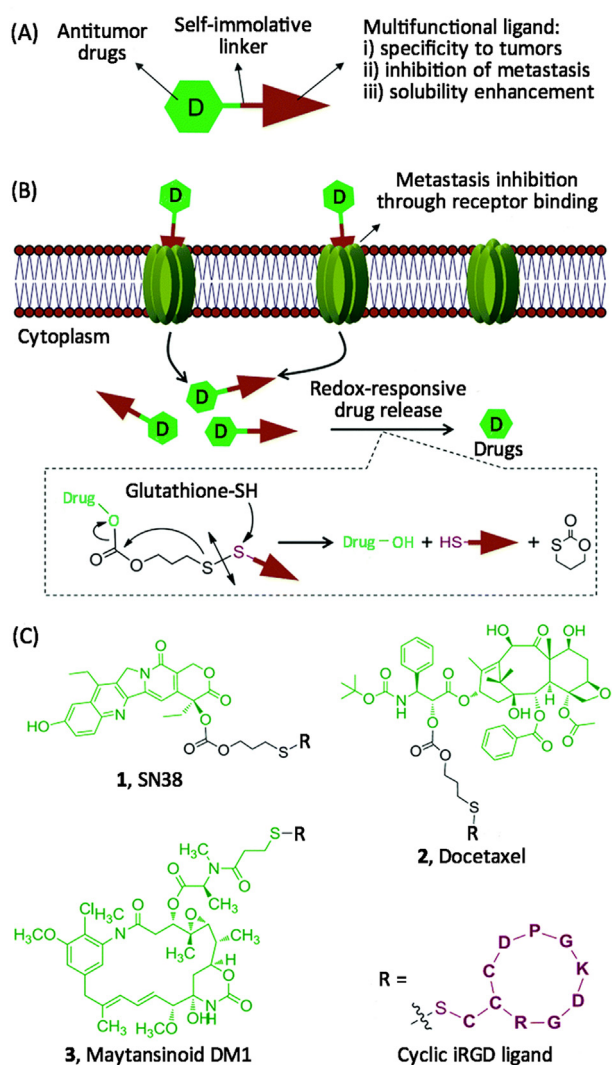 (A)
Antitumor
drugs
Self-immolative
linker
Multifunctional ligand:
i) specificity to tumors
ii) inhibition of metastasis
iii) solubility enhancement
D
(B)
D
D
Metastasis inhibition
through receptor binding
Cytoplasm
D
D
D
Redox-responsive
drug release
D
Drugs
Glutathione-SH
Drug
O
O
O
S
S
Drug–OH + HS
+
O
S
O
(C)
O
N
O
O
N
HO
O
O
O
S
R
1, SN38
O
O
HN
O
O
O
O
O
S
R
OH
O
OH
HO
O
O
O
O
O
2, Docetaxel
S–R
H3C
N
O
O
O
CH3
Cl
H3C
N
O
O
H3CO
CH3
CH3
H
O
N
H
O
OH
CH3
H3CO
3, Maytansinoid DM1
R =
S
C
C
C
D
P
G
K
D
G
R
Cyclic iRGD ligand